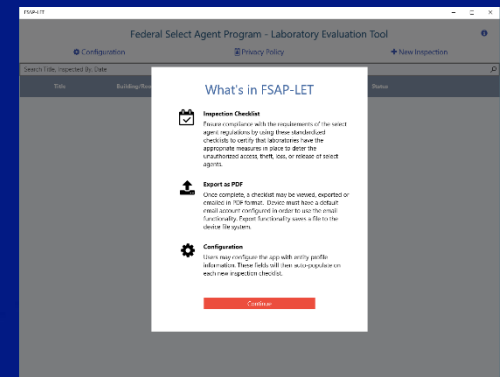 FSAP-LET
Federal Select Agent Program - Laboratory Evaluation Tool
Configuration
Privacy Policy
+ New Inspection
Search Title, Inspected By, Date
Title
Building/Roo
Status
What's in FSAP-LET
Inspection Checklist
Ensure compliance with the requirements of the select
agent regulations by using these standardized
checklists to certify that laboratories have the
appropriate measures in place to deter the
unauthorized access, theft, loss, or release of select
agents.
Export as PDF
Once complete, a checklist may be viewed, exported or
emailed in PDF format. Device must have a default
email account configured in order to use the email
functionality. Export functionality saves a file to the
device file system.
Configuration
Users may configure the app with entity profile
information. These fields will then auto-populate on
each new inspection checklist.
Continue